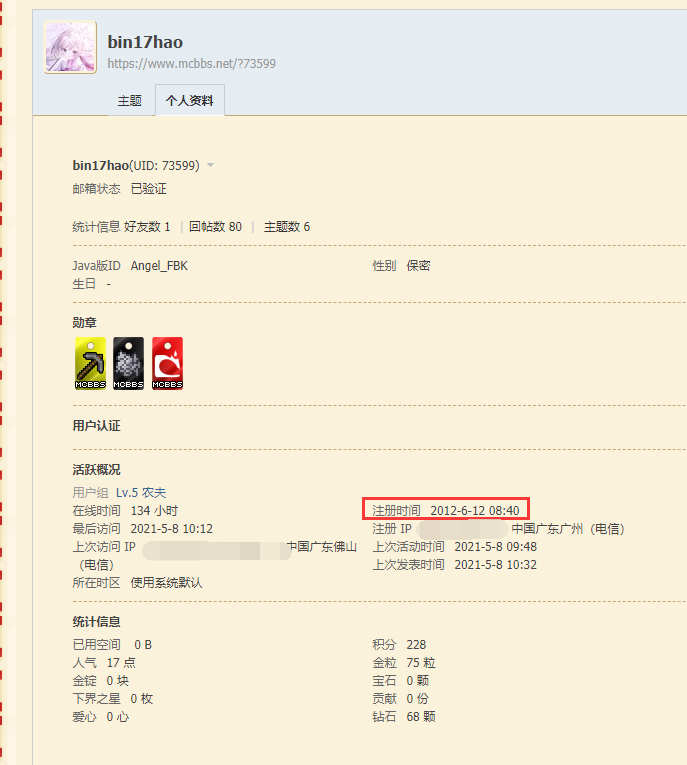 bin17hao
https://www.mcbbs.net/?73599
主题 个人资料
bin17hao(UID: 73599)
邮箱状态 已验证
统计信息 好友数 1 | 回帖数 80 | 主题数 6
Java版ID Angel_FBK 性别 保密
生日 -
勋章
MCBBS MCBBS MCBBS
用户认证
活跃概况
用户组 Lv.5 农夫
在线时间 134 小时 注册时间 2012-6-12 08:40
最后访问 2021-5-8 10:12 注册 IP 中国广东广州（电信）
上次访问 IP 中国广东佛山 上次活动时间 2021-5-8 09:48
（电信） 上次发表时间 2021-5-8 10:32
所在时区 使用系统默认
统计信息
已用空间 0 B 积分 228
人气 17 点 金粒 75 粒
金锭 0 块 宝石 0 颗
下界之星 0 枚 贡献 0 份
爱心 0 心 钻石 68 颗